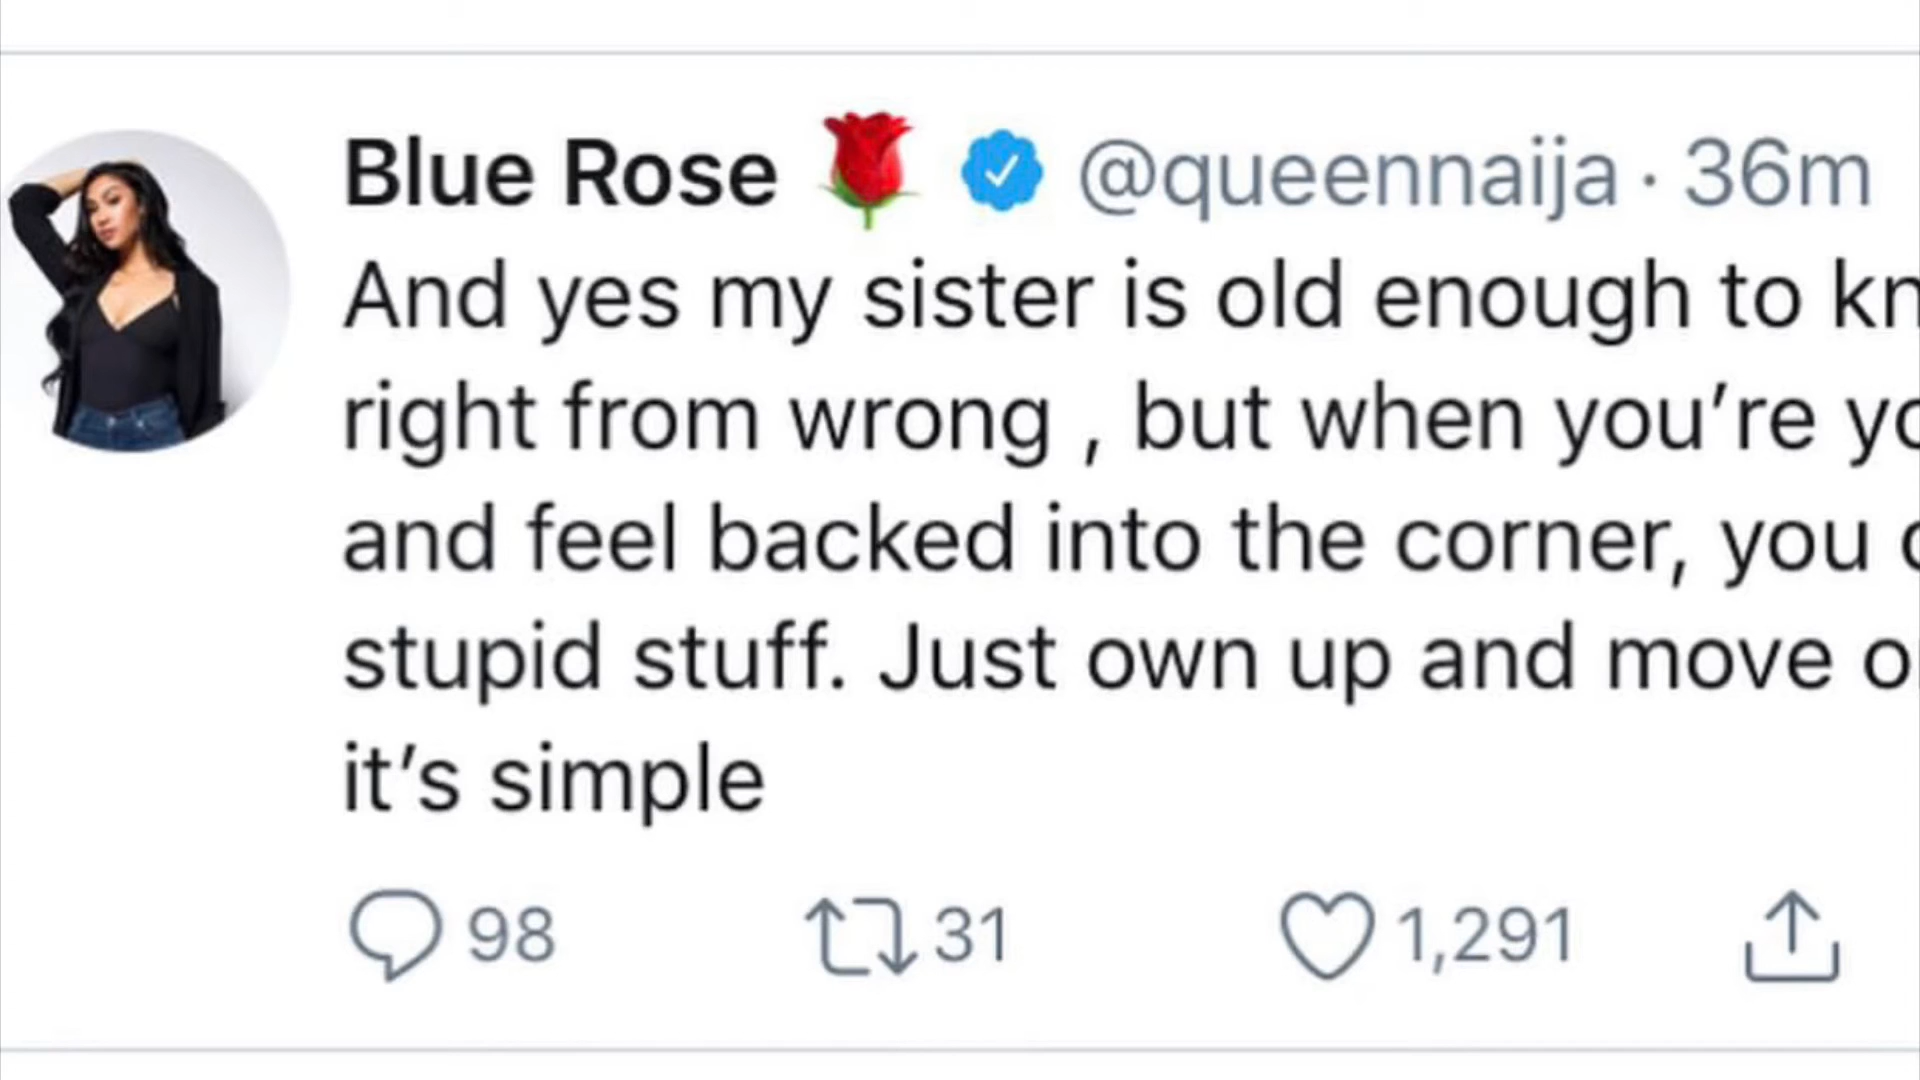 Blue Rose 🌹 @queennaija · 36m
And yes my sister is old enough to
right from wrong , but when you’re
and feel backed into the corner, you
stupid stuff. Just own up and move
it’s simple
98 31 1,291